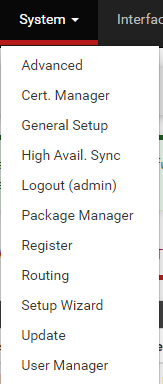 System Interfac
Advanced
Cert. Manager
General Setup
High Avail. Sync
Logout (admin)
Package Manager
Register
Routing
Setup Wizard
Update
User Manager